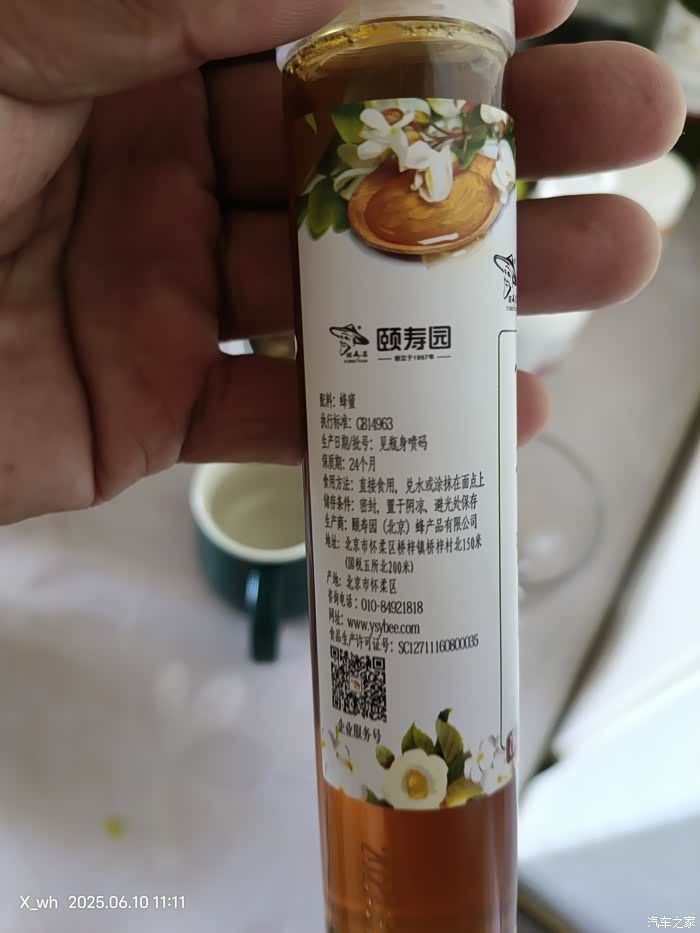 颐寿园
创立于1987年
配料：蜂蜜
执行标准：GB14963
生产日期/批号：见瓶身喷码
保质期：24个月
食用方法：直接食用，兑水或涂抹在面点上
储存条件：密封，置于阴凉、避光处保存
生产商：颐寿园（北京）蜂产品有限公司
地址：北京市怀柔区桥梓镇桥梓村北150米
(国税五所北200米)
产地：北京市怀柔区
咨询电话：010-84921818
网址：www.ysybee.com
食品生产许可证号：SC12711160800035
企业服务号
X_wh 2025.06.10 11:11
汽车之家